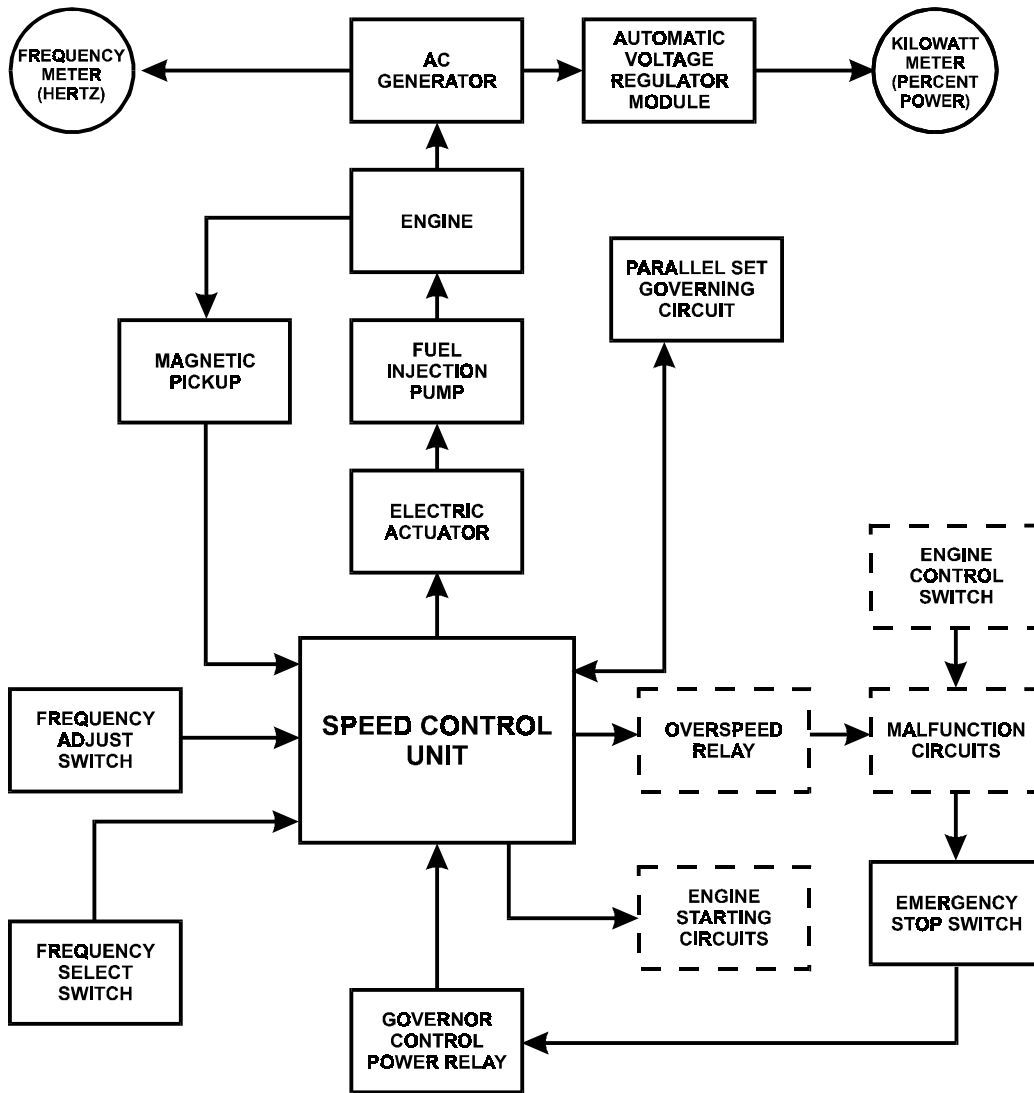 FREQUENCY
METER
(HERTZ)
AC
GENERATOR
AUTOMATIC
VOLTAGE
REGULATOR
MODULE
KILOWATT
METER
(PERCENT
POWER)
ENGINE
PARALLEL SET
GOVERNING
CIRCUIT
MAGNETIC
PICKUP
FUEL
INJECTION
PUMP
ELECTRIC
ACTUATOR
ENGINE
CONTROL
SWITCH
FREQUENCY
ADJUST
SWITCH
SPEED CONTROL
UNIT
OVERSPEED
RELAY
MALFUNCTION
CIRCUITS
FREQUENCY
SELECT
SWITCH
ENGINE
STARTING
CIRCUITS
EMERGENCY
STOP SWITCH
GOVERNOR
CONTROL
POWER RELAY